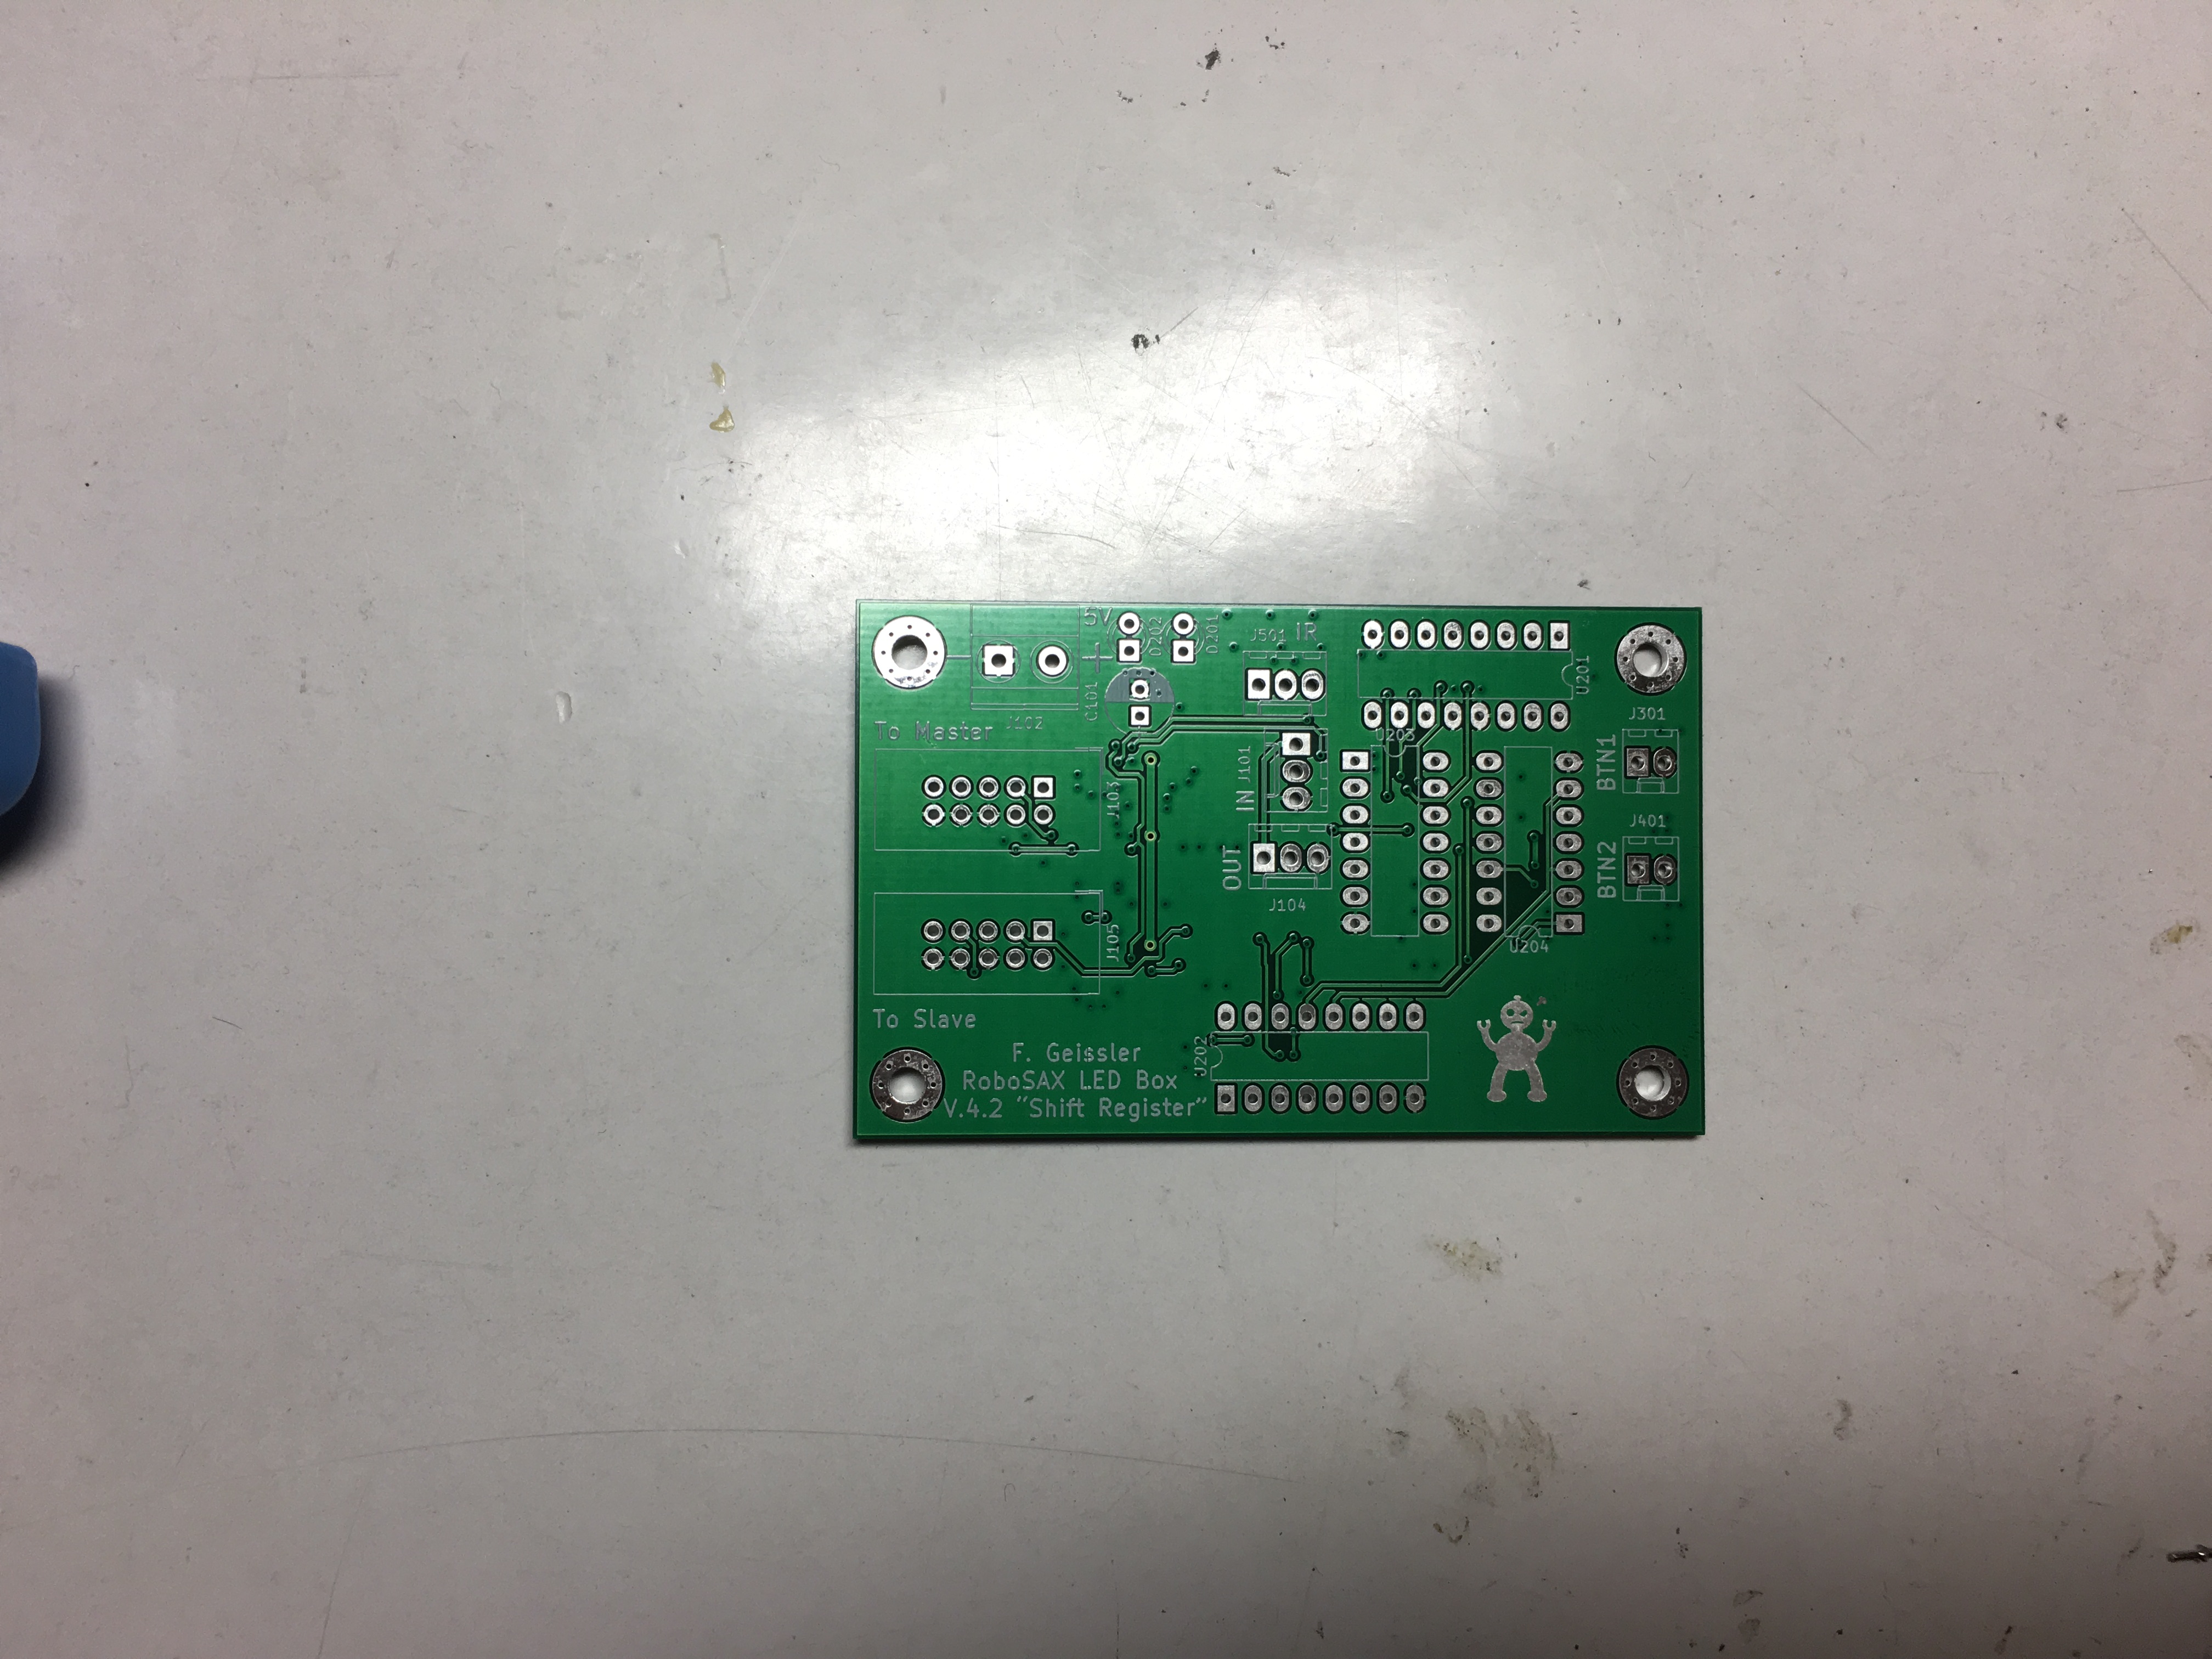 5V
D202
D201
J501 IR
U201
C101
J102
To Master
J103
IN J101
U203
J301
BTN1
J401
BTN2
OUT
J104
J105
U204
To Slave
U202
F. Geissler
RoboSAX LED Box
V.4.2 "Shift Register"